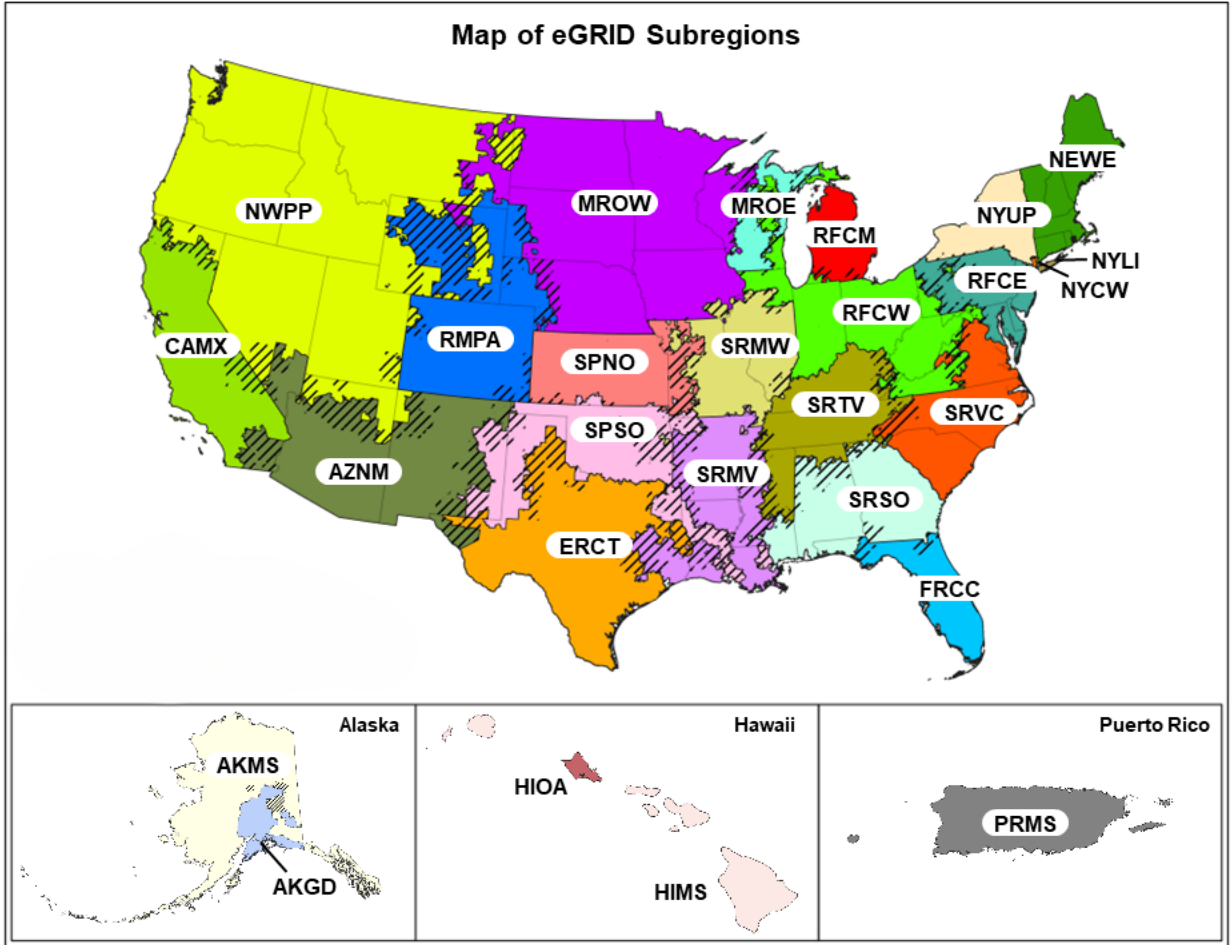 Map of eGRID Subregions
NEWE
NWPP
MROW
MROE
NYUP
RFCM
NYLI
RFCE
NYCW
RFCW
CAMX
RMPA
SRMW
SPNO
SRTV
SRVC
SPSO
AZNM
SRMV
SRSO
ERCT
FRCC
Alaska
Hawaii
Puerto Rico
AKMS
HIOA
PRMS
AKGD
HIMS